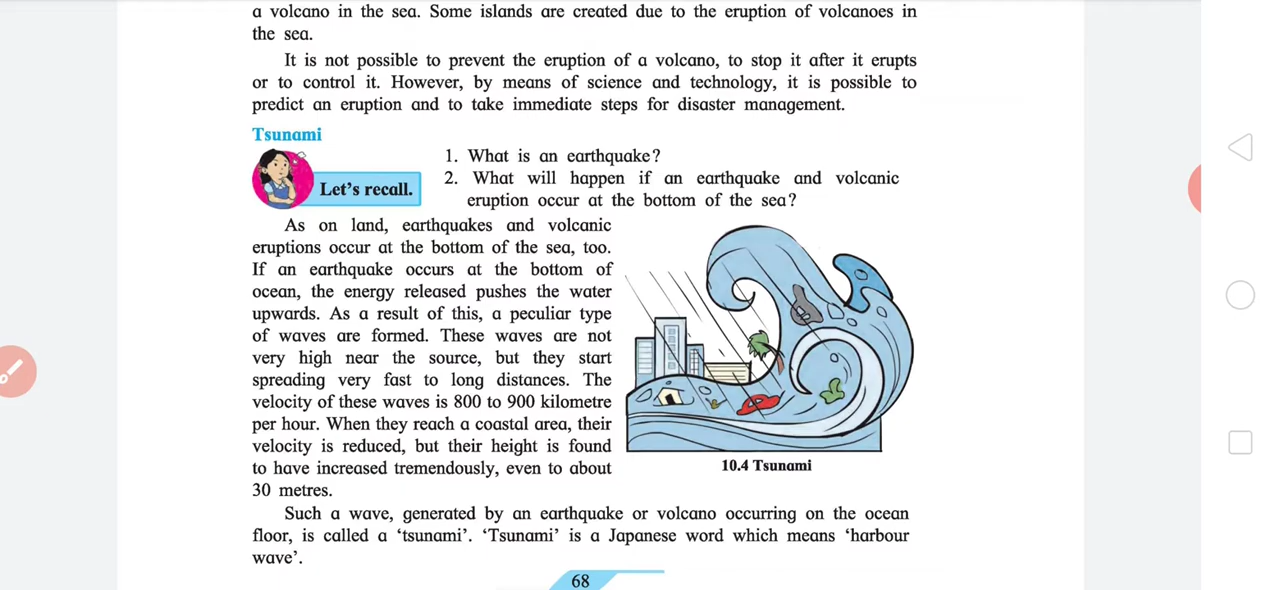 a volcano in the sea. Some islands are created due to the eruption of volcanoes in
the sea.
It is not possible to prevent the eruption of a volcano, to stop it after it erupts
or to control it. However, by means of science and technology, it is possible to
predict an eruption and to take immediate steps for disaster management.
Tsunami
Let's recall.
1. What is an earthquake?
2. What will happen if an earthquake and volcanic
eruption occur at the bottom of the sea?
As on land, earthquakes and volcanic
eruptions occur at the bottom of the sea, too.
If an earthquake occurs at the bottom of
ocean, the energy released pushes the water
upwards. As a result of this, a peculiar type
of waves are formed. These waves are not
very high near the source, but they start
spreading very fast to long distances. The
velocity of these waves is 800 to 900 kilometre
per hour. When they reach a coastal area, their
velocity is reduced, but their height is found
to have increased tremendously, even to about
30 metres.
10.4 Tsunami
Such a wave, generated by an earthquake or volcano occurring on the ocean
floor, is called a 'tsunami'. 'Tsunami' is a Japanese word which means 'harbour
wave'.
68